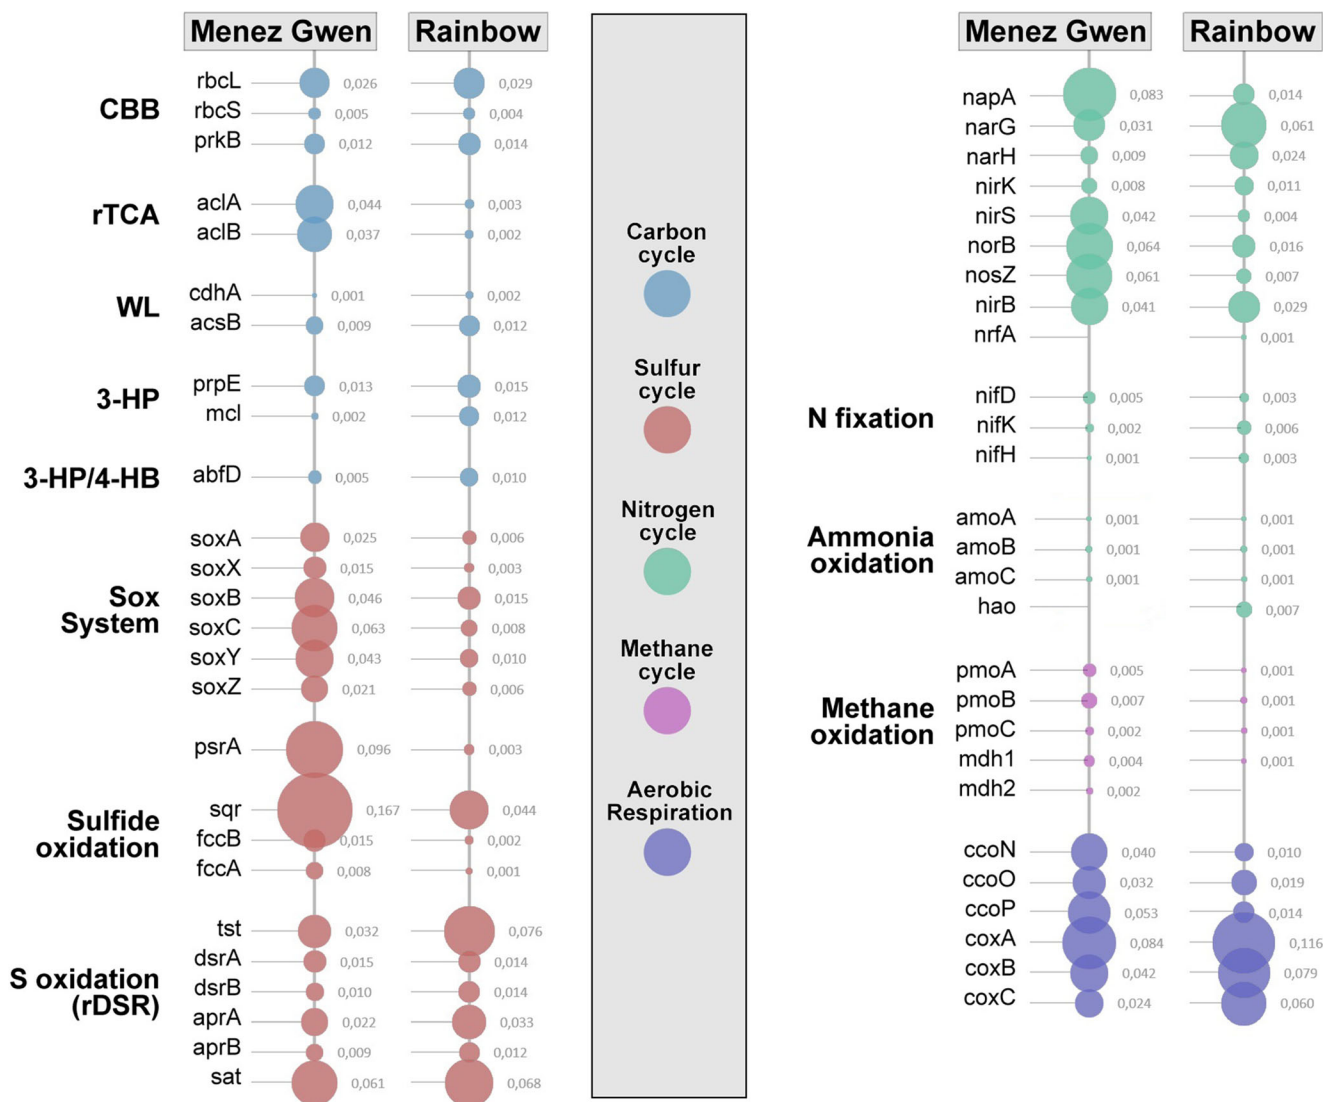 Menez Gwen Rainbow
CBB
rbcL 0,026 0,029
rbcS 0,005 0,004
prkB 0,012 0,014
rTCA
aclA 0,044 0,003
aclB 0,037 0,002
WL
cdhA 0,001 0,002
acsB 0,009 0,012
3-HP
prpE 0,013 0,015
mcl 0,002 0,012
3-HP/4-HB
abfD 0,005 0,010
Sox
System
soxA 0,025 0,006
soxX 0,015 0,003
soxB 0,046 0,015
soxC 0,063 0,008
soxY 0,043 0,010
soxZ 0,021 0,006
psrA 0,096 0,003
Sulfide
oxidation
sqr 0,167 0,044
fccB 0,015 0,002
fccA 0,008 0,001
S oxidation
(rDSR)
tst 0,032 0,076
dsrA 0,015 0,014
dsrB 0,010 0,014
aprA 0,022 0,033
aprB 0,009 0,012
sat 0,061 0,068
Carbon
cycle
Sulfur
cycle
Nitrogen
cycle
Methane
cycle
Aerobic
Respiration
Menez Gwen Rainbow
napA 0,083 0,014
narG 0,031 0,061
narH 0,009 0,024
nirK 0,008 0,011
nirS 0,042 0,004
norB 0,064 0,016
nosZ 0,061 0,007
nirB 0,041 0,029
nrfA 0,001
N fixation
nifD 0,005 0,003
nifK 0,002 0,006
nifH 0,001 0,003
Ammonia
oxidation
amoA 0,001 0,001
amoB 0,001 0,001
amoC 0,001 0,001
hao 0,007
Methane
oxidation
pmoA 0,005 0,001
pmoB 0,007 0,001
pmoC 0,002 0,001
mdh1 0,004 0,001
mdh2 0,002
ccoN 0,040 0,010
ccoO 0,032 0,019
ccoP 0,053 0,014
coxA 0,084 0,116
coxB 0,042 0,079
coxC 0,024 0,060